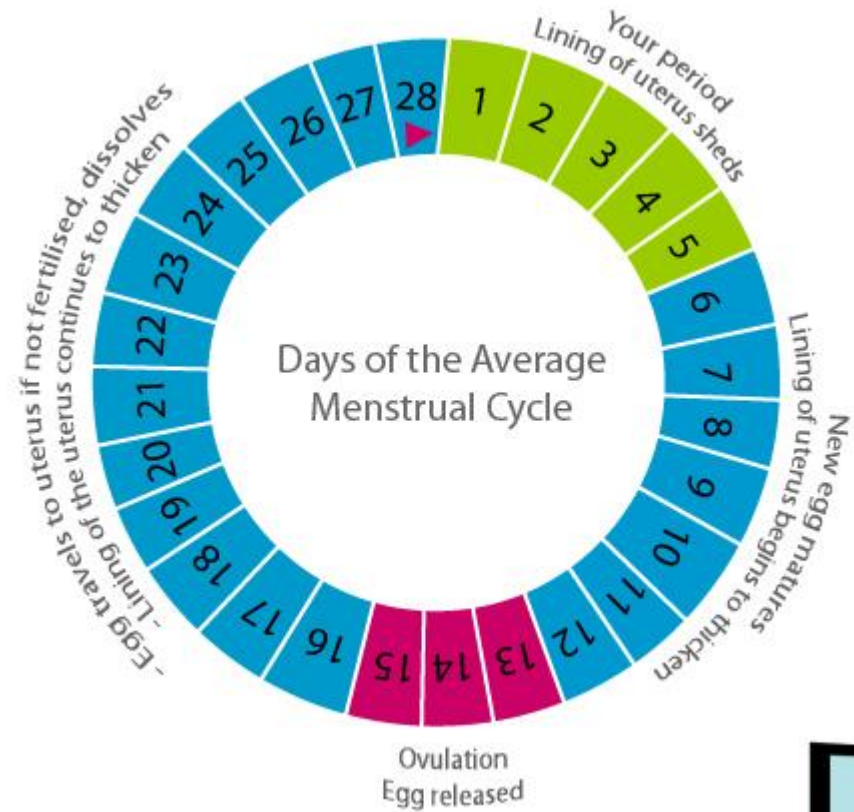 Your period
Lining of uterus sheds
1
2
3
4
5
6
7
8
9
10
11
12
13
14
15
16
17
18
19
20
21
22
23
24
25
26
27
28
New egg matures
Lining of uterus begins to thicken
Ovulation
Egg released
- Egg travels to uterus if not fertilised, dissolves
- Lining of the uterus continues to thicken
Days of the Average
Menstrual Cycle